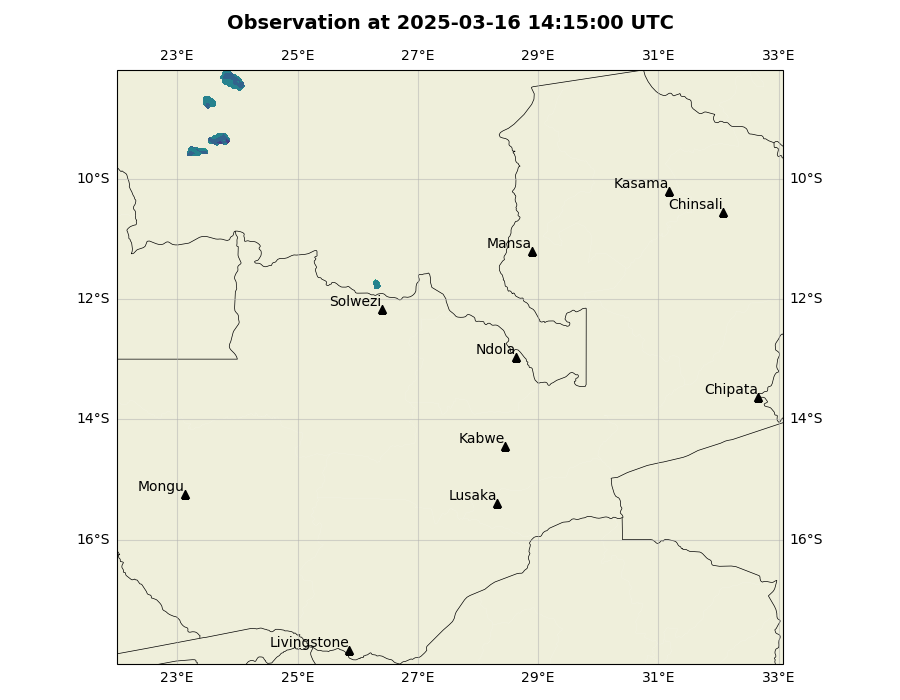 Observation at 2025-03-16 14:15:00 UTC
23°E 25°E 27°E 29°E 31°E 33°E
10°S 10°S
Kasama
Chinsali
Mansa
12°S 12°S
Solwezi
Ndola
Chipata
14°S 14°S
Kabwe
Mongu
Lusaka
16°S 16°S
Livingstone
23°E 25°E 27°E 29°E 31°E 33°E